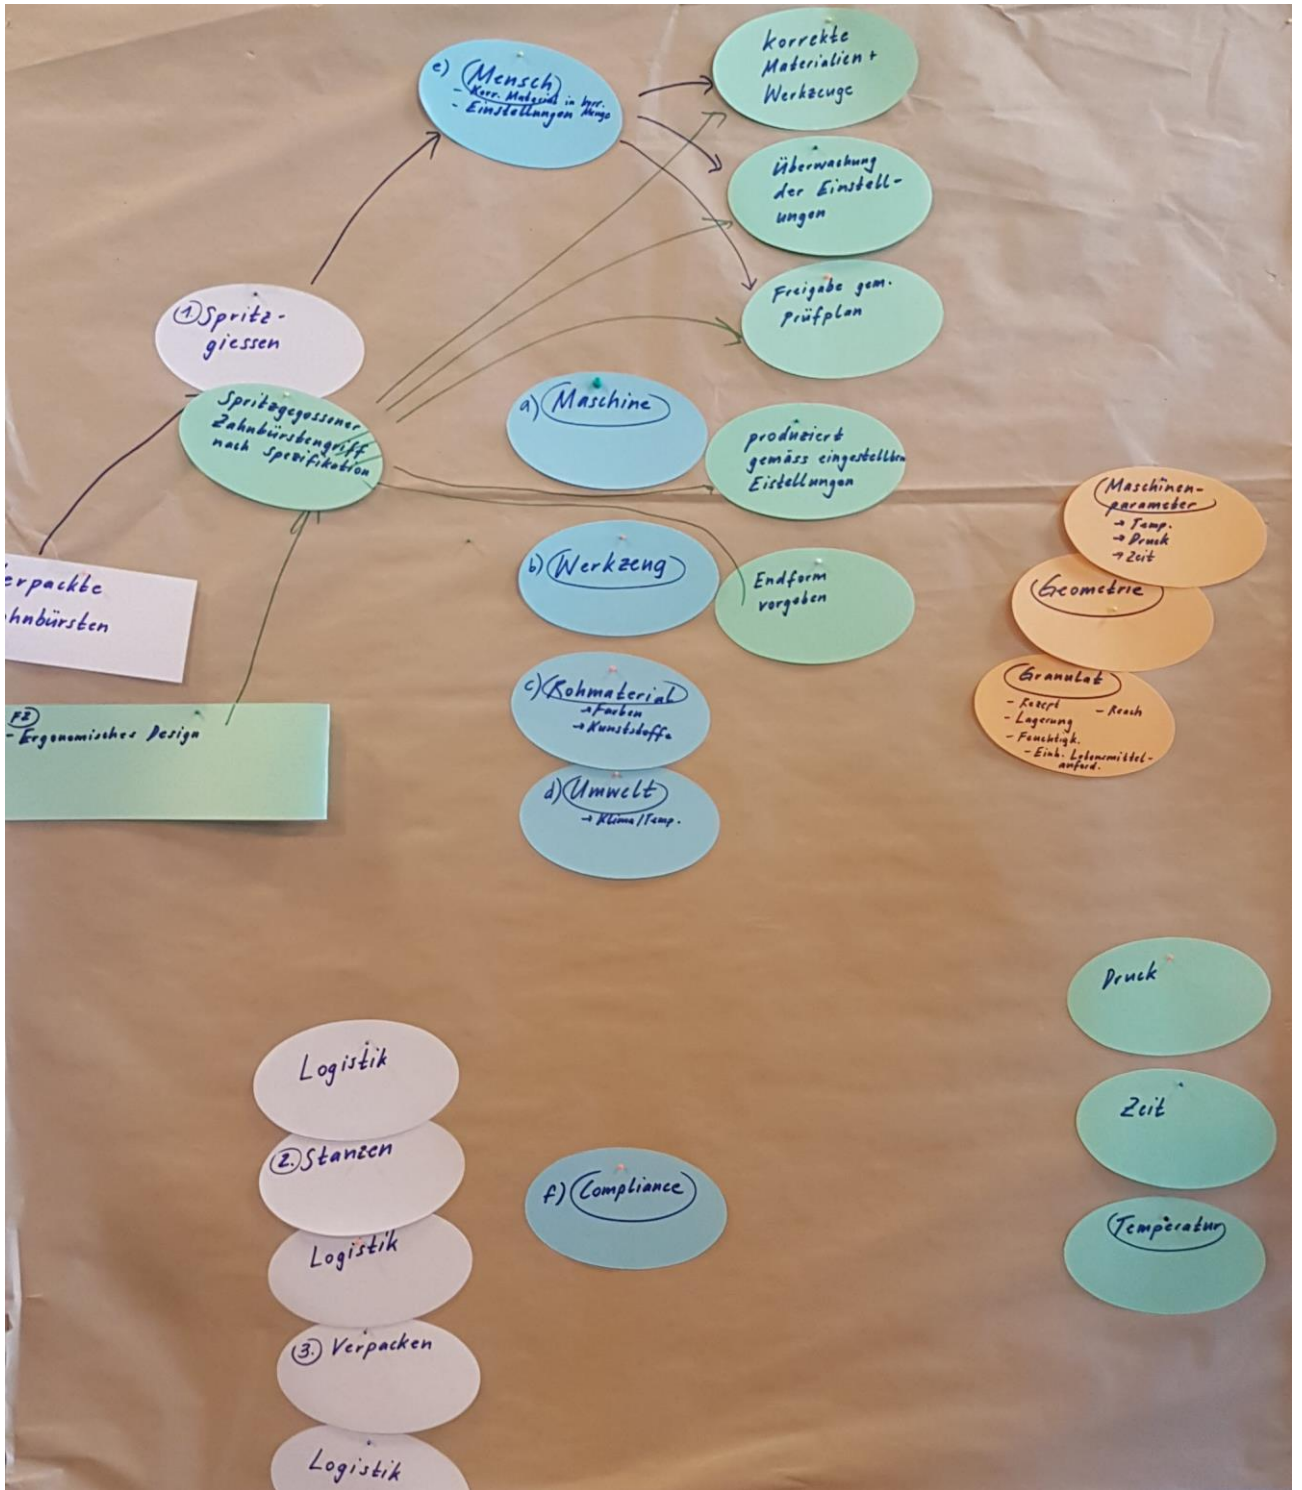 e) Mensch
- Korr. Material in korr. Menge
- Einstellungen
korrekte
Materialien +
Werkzeuge
Überwachung
der Einstell-
ungen
Freigabe gem.
Prüfplan
1 Spritz-
giessen
Spritzgegossener
Zahnbürstengriff
nach Spezifikation
a) Maschine
produziert
gemäss eingestellten
Eistellungen
b) Werkzeug
Endform
vorgeben
c) Rohmaterial
→ Farben
→ Kunststoffe
d) Umwelt
→ Klima/Temp.
erpackte
hnbürsten
F2
- Ergonomisches Design
Maschinen-
parameter
→ Temp.
→ Druck
→ Zeit
Geometrie
Granulat
- Rezept - Reach
- Lagerung
- Feuchtigk.
- Einh. Lebensmittel-
anford.
Druck
Zeit
Temperatur
Logistik
2. Stanzen
Logistik
3. Verpacken
Logistik
f) Compliance